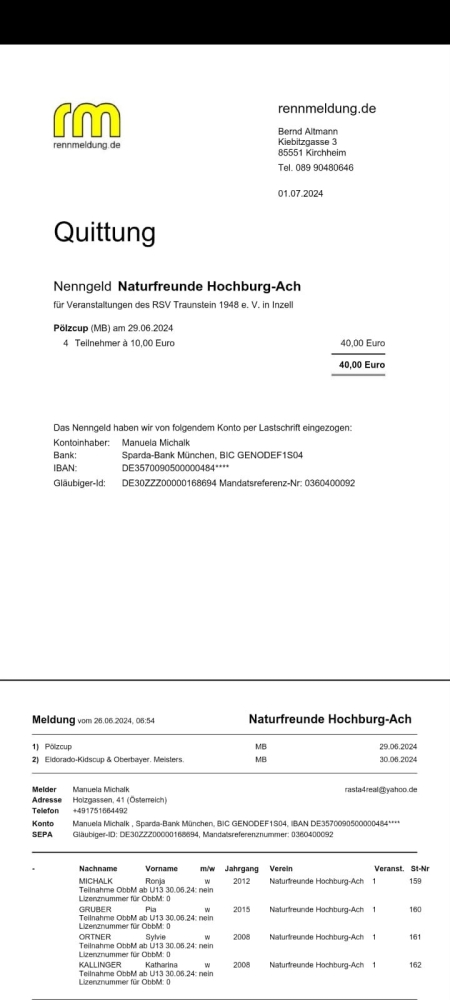 rm
rennmeldung.de
rennmeldung.de
Bernd Altmann
Kiebitzgasse 3
85551 Kirchheim
Tel. 089 90480646
01.07.2024
Quittung
Nenngeld Naturfreunde Hochburg-Ach
für Veranstaltungen des RSV Traunstein 1948 e. V. in Inzell
Pölzcup (MB) am 29.06.2024
4 Teilnehmer à 10,00 Euro 40,00 Euro
40,00 Euro
Das Nenngeld haben wir von folgendem Konto per Lastschrift eingezogen:
Kontoinhaber: Manuela Michalk
Bank: Sparda-Bank München, BIC GENODEF1S04
IBAN: DE3570090500000484****
Gläubiger-Id: DE30ZZZ00000168694 Mandatsreferenz-Nr: 0360400092
Meldung vom 26.06.2024, 06:54 Naturfreunde Hochburg-Ach
1) Pölzcup MB 29.06.2024
2) Eldorado-Kidscup & Oberbayer. Meisters. MB 30.06.2024
Melder Manuela Michalk rasta4real@yahoo.de
Adresse Holzgassen, 41 (Österreich)
Telefon +491751664492
Konto Manuela Michalk , Sparda-Bank München, BIC GENODEF1S04, IBAN DE3570090500000484****
SEPA Gläubiger-ID: DE30ZZZ00000168694, Mandatsreferenznummer: 0360400092
- Nachname Vorname m/w Jahrgang Verein Veranst. St-Nr
MICHALK Ronja w 2012 Naturfreunde Hochburg-Ach 1 159
Teilnahme ObbM ab U13 30.06.24: nein
Lizenznummer für ObbM: 0
GRUBER Pia w 2015 Naturfreunde Hochburg-Ach 1 160
Teilnahme ObbM ab U13 30.06.24: nein
Lizenznummer für ObbM: 0
ORTNER Sylvie w 2008 Naturfreunde Hochburg-Ach 1 161
Teilnahme ObbM ab U13 30.06.24: nein
Lizenznummer für ObbM: 0
KALLINGER Katharina w 2008 Naturfreunde Hochburg-Ach 1 162
Teilnahme ObbM ab U13 30.06.24: nein
Lizenznummer für ObbM: 0